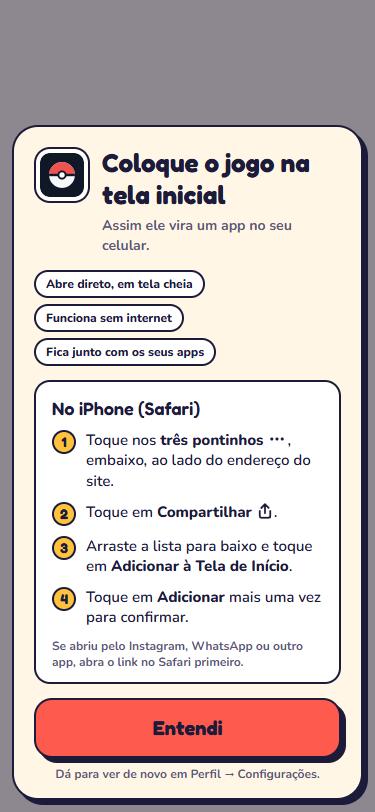 Coloque o jogo na
tela inicial
Assim ele vira um app no seu
celular.
Abre direto, em tela cheia
Funciona sem internet
Fica junto com os seus apps
No iPhone (Safari)
1 Toque nos três pontinhos ··· ,
embaixo, ao lado do endereço do
site.
2 Toque em Compartilhar .
3 Arraste a lista para baixo e toque
em Adicionar à Tela de Início.
4 Toque em Adicionar mais uma vez
para confirmar.
Se abriu pelo Instagram, WhatsApp ou outro
app, abra o link no Safari primeiro.
Entendi
Dá para ver de novo em Perfil → Configurações.